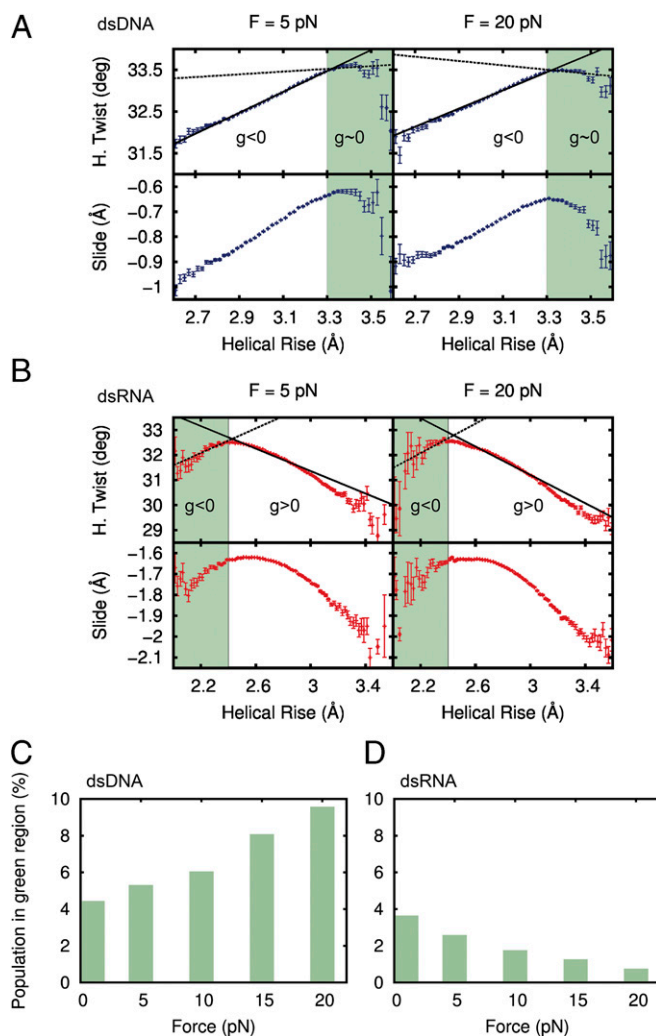 A
dsDNA
F = 5 pN
F = 20 pN
H. Twist (deg)
33.5
32.5
31.5
g<0
g~0
g<0
g~0
Slide (Å)
-0.6
-0.7
-0.8
-0.9
-1
2.7
2.9
3.1
3.3
3.5
2.7
2.9
3.1
3.3
3.5
Helical Rise (Å)
Helical Rise (Å)
B
dsRNA
F = 5 pN
F = 20 pN
H. Twist (deg)
33
32
31
30
29
g<0
g>0
g<0
g>0
Slide (Å)
-1.6
-1.7
-1.8
-1.9
-2
-2.1
2.2
2.6
3
3.4
2.2
2.6
3
3.4
Helical Rise (Å)
Helical Rise (Å)
C
dsDNA
Population in green region (%)
10
8
6
4
2
0
0
5
10
15
20
Force (pN)
D
dsRNA
10
8
6
4
2
0
0
5
10
15
20
Force (pN)